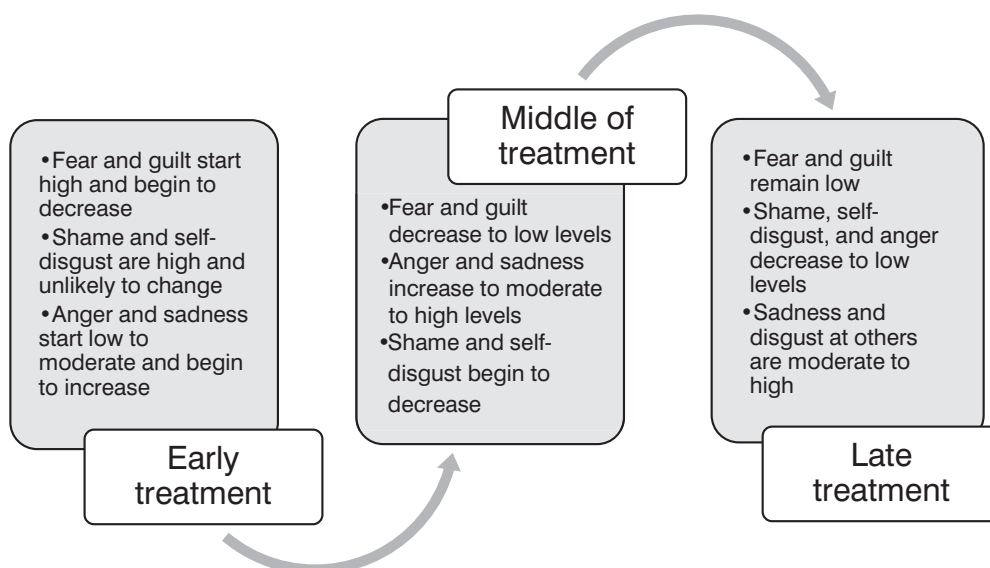 •Fear and guilt start
high and begin to
decrease
•Shame and self-
disgust are high and
unlikely to change
•Anger and sadness
start low to
moderate and begin
to increase
Early
treatment
Middle of
treatment
•Fear and guilt
decrease to low levels
•Anger and sadness
increase to moderate
to high levels
•Shame and self-
disgust begin to
decrease
•Fear and guilt
remain low
•Shame, self-
disgust, and anger
decrease to low
levels
•Sadness and
disgust at others
are moderate to
high
Late
treatment